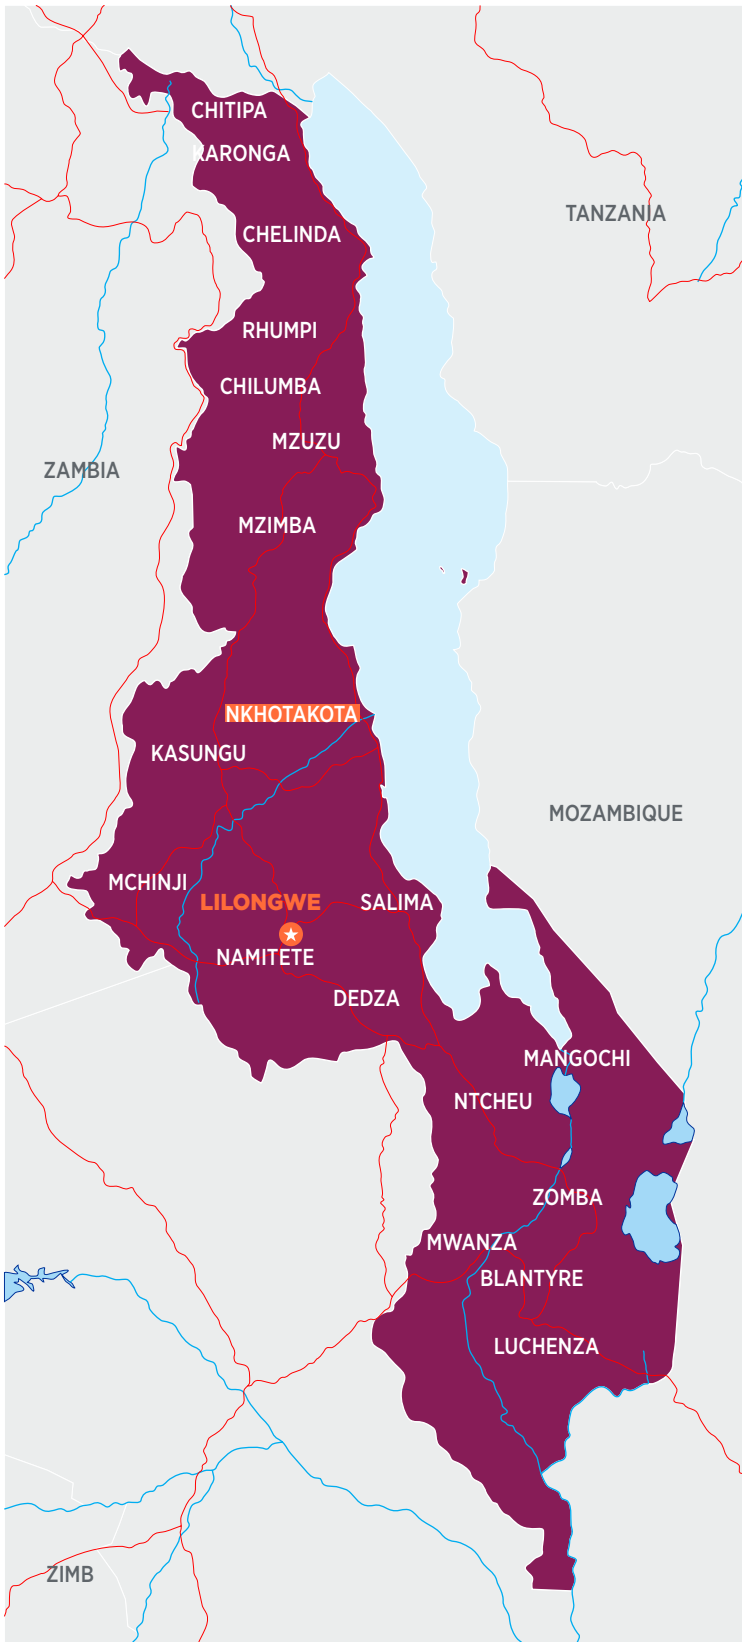 CHITIPA
KARONGA
TANZANIA
CHELINDA
RHUMPI
CHILUMBA
MZUZU
ZAMBIA
MZIMBA
NKHOTAKOTA
KASUNGU
MOZAMBIQUE
MCHINJI
LILONGWE
SALIMA
NAMITETE
DEDZA
MANGOCHI
NTCHEU
ZOMBA
MWANZA
BLANTYRE
LUCHENZA
ZIMB